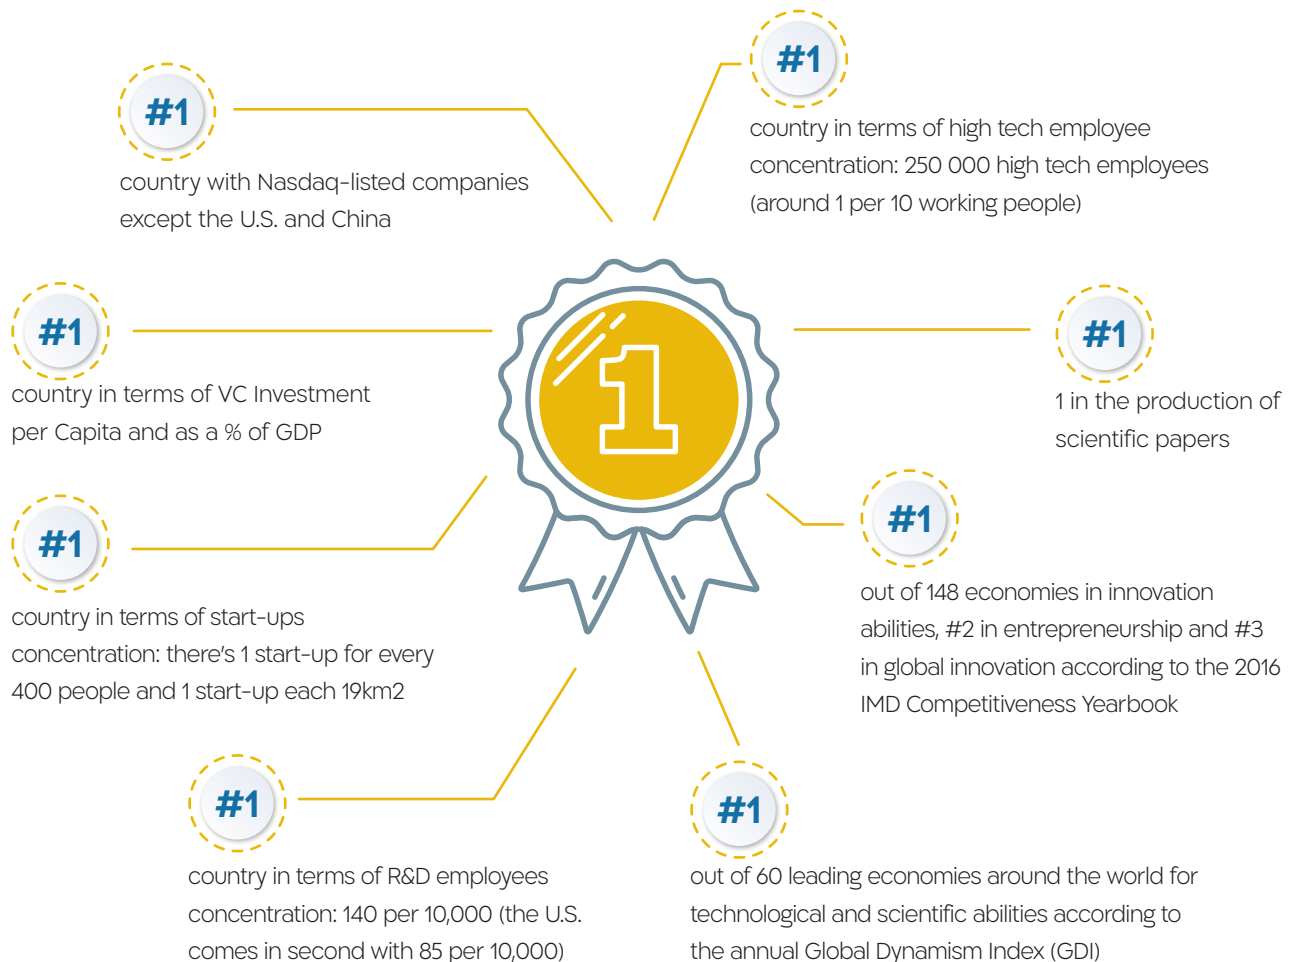 #1
country with Nasdaq-listed companies
except the U.S. and China
#1
country in terms of high tech employee
concentration: 250 000 high tech employees
(around 1 per 10 working people)
#1
country in terms of VC Investment
per Capita and as a % of GDP
1
#1
1 in the production of
scientific papers
#1
country in terms of start-ups
concentration: there's 1 start-up for every
400 people and 1 start-up each 19km2
#1
out of 148 economies in innovation
abilities, #2 in entrepreneurship and #3
in global innovation according to the 2016
IMD Competitiveness Yearbook
#1
country in terms of R&D employees
concentration: 140 per 10,000 (the U.S.
comes in second with 85 per 10,000)
#1
out of 60 leading economies around the world for
technological and scientific abilities according to
the annual Global Dynamism Index (GDI)